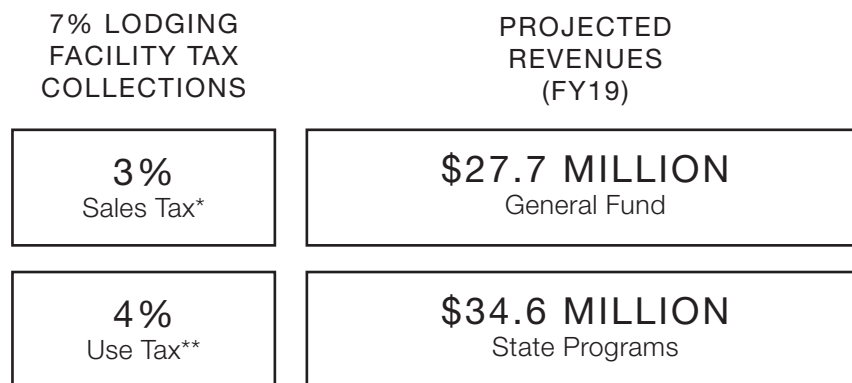 7% LODGING
FACILITY TAX
COLLECTIONS
PROJECTED
REVENUES
(FY19)
3%
Sales Tax*
$27.7 MILLION
General Fund
4%
Use Tax**
$34.6 MILLION
State Programs